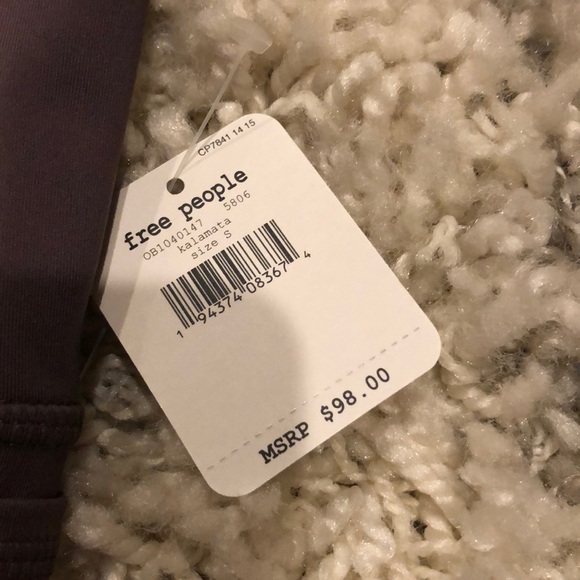 CP7841 14 15
free people
OB1040147 5806
kalamata
size S
1 94374 08367 4
MSRP $98.00